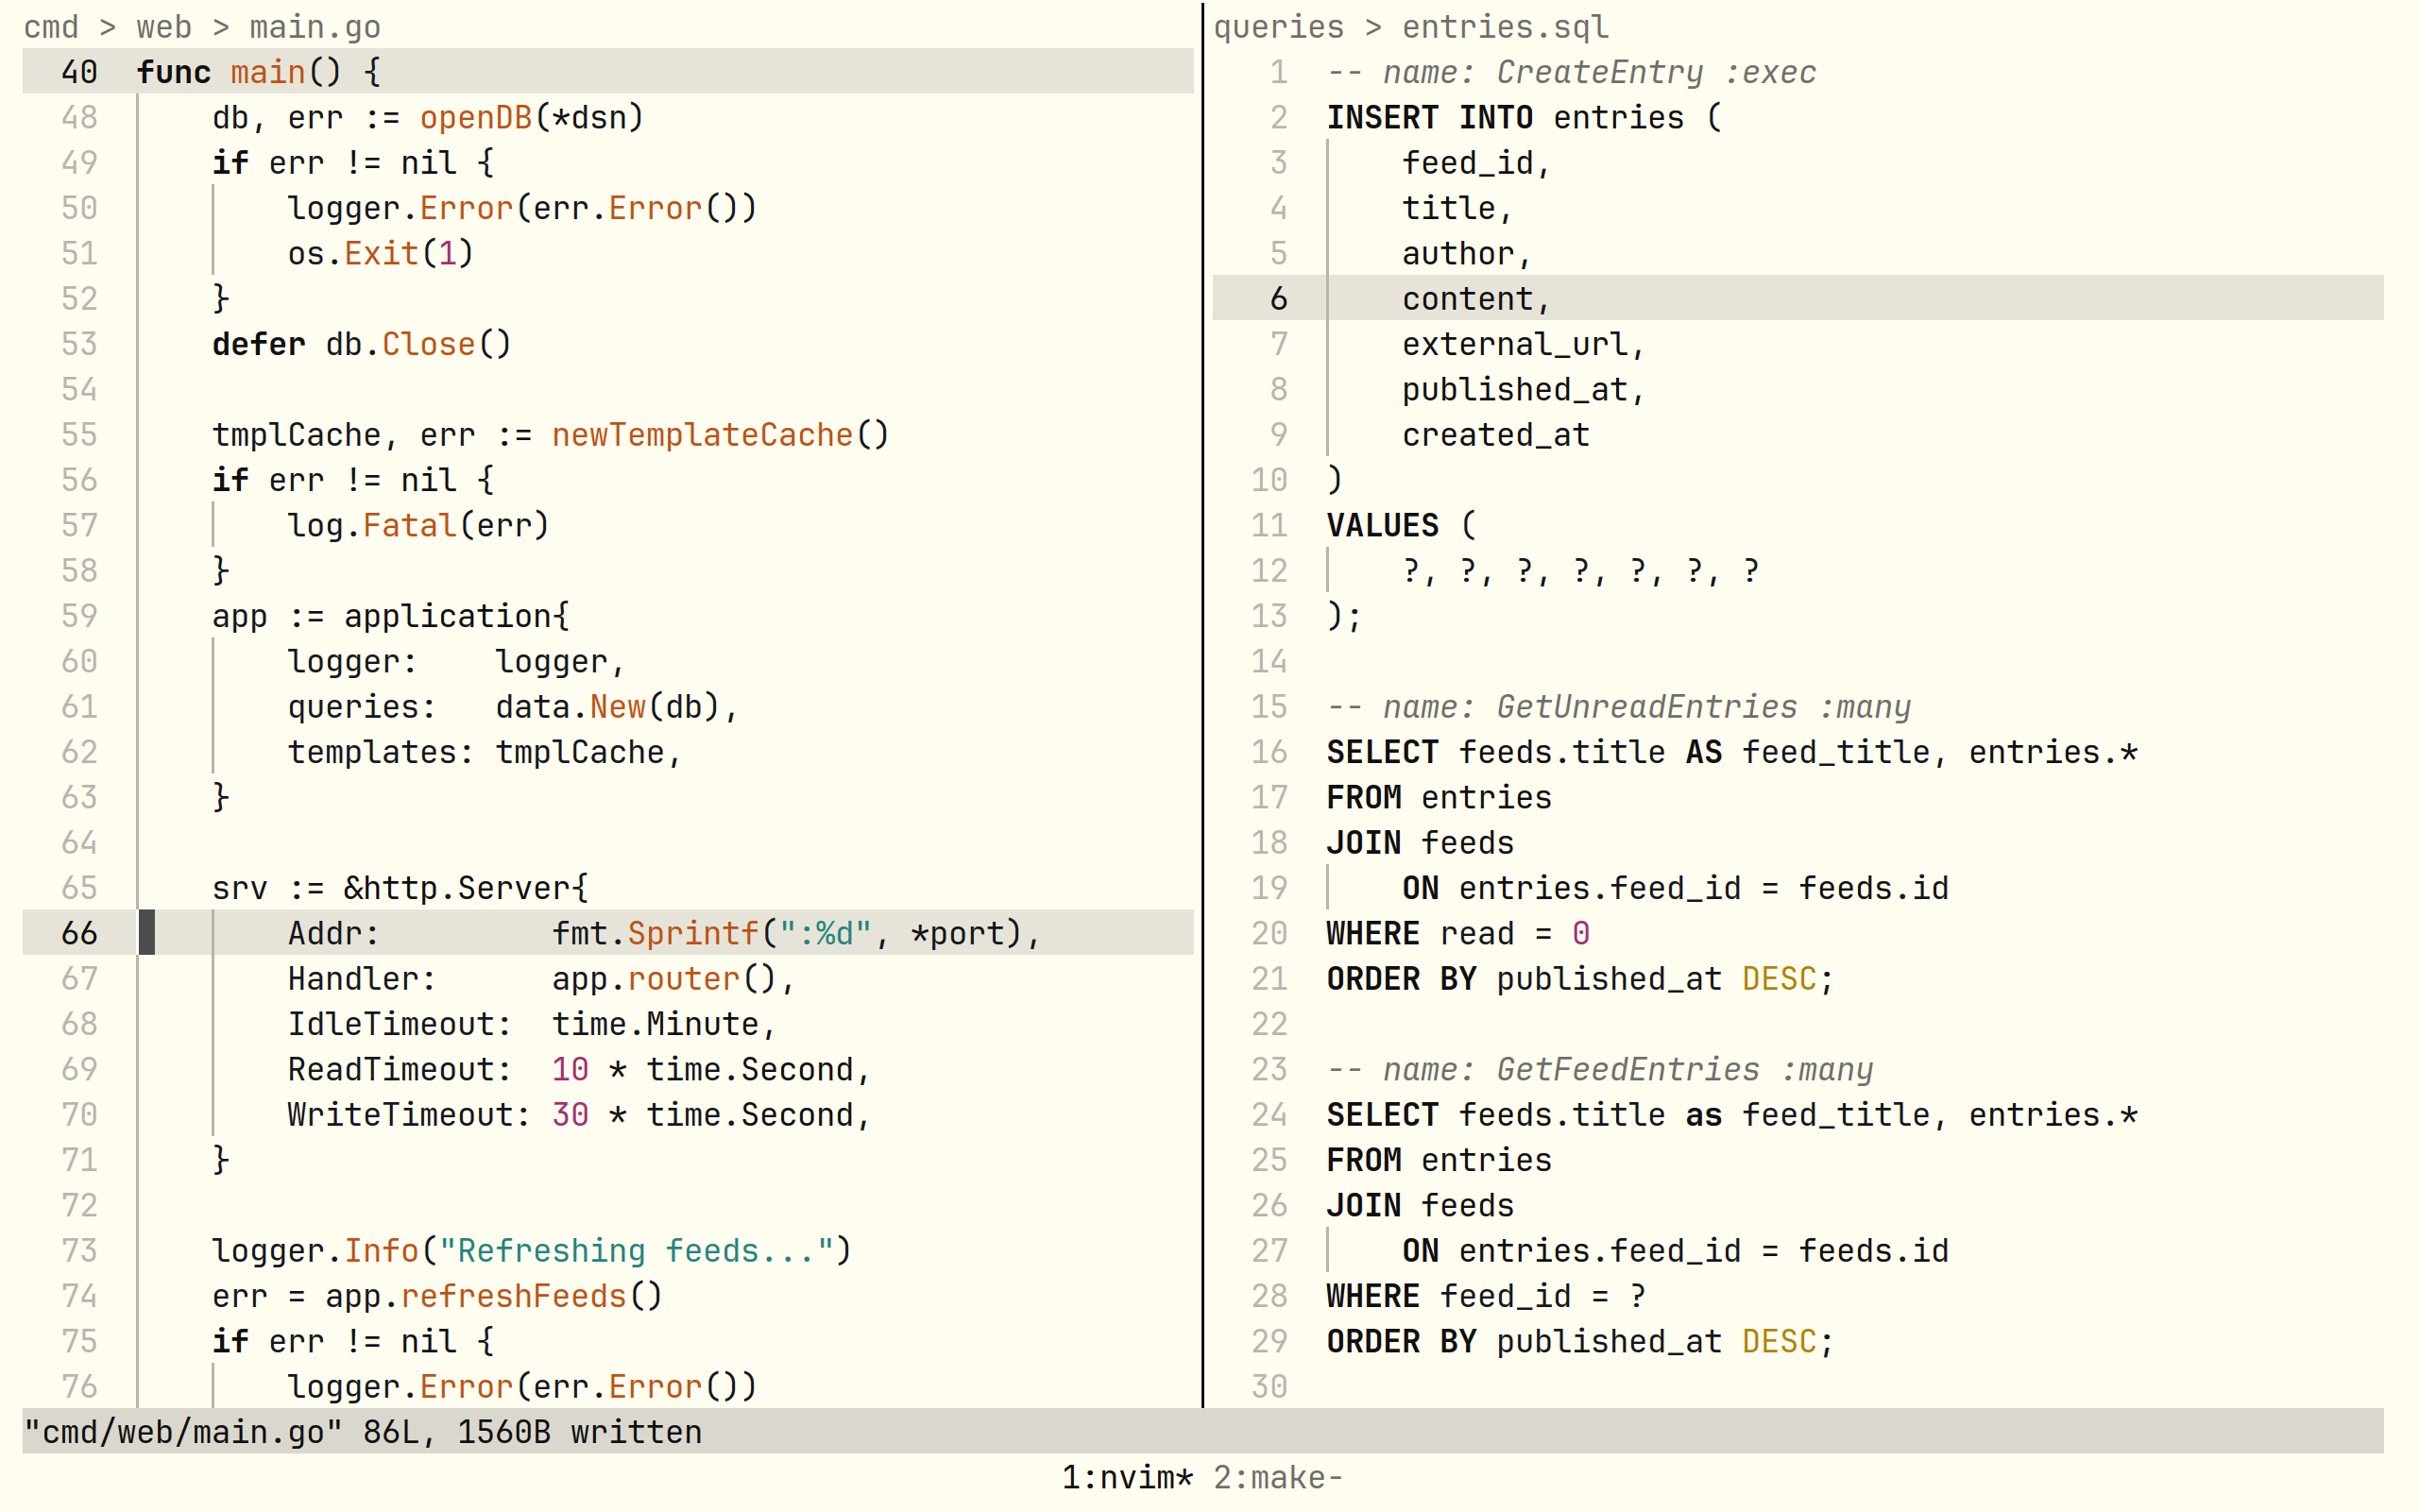 cmd > web > main.go
40 func main() {
48     db, err := openDB(*dsn)
49     if err != nil {
50         logger.Error(err.Error())
51         os.Exit(1)
52     }
53     defer db.Close()
54
55     tmplCache, err := newTemplateCache()
56     if err != nil {
57         log.Fatal(err)
58     }
59     app := application{
60         logger:    logger,
61         queries:   data.New(db),
62         templates: tmplCache,
63     }
64
65     srv := &http.Server{
66         Addr:         fmt.Sprintf(":%d", *port),
67         Handler:      app.router(),
68         IdleTimeout:  time.Minute,
69         ReadTimeout:  10 * time.Second,
70         WriteTimeout: 30 * time.Second,
71     }
72
73     logger.Info("Refreshing feeds...")
74     err = app.refreshFeeds()
75     if err != nil {
76         logger.Error(err.Error())
queries > entries.sql
1 -- name: CreateEntry :exec
2 INSERT INTO entries (
3     feed_id,
4     title,
5     author,
6     content,
7     external_url,
8     published_at,
9     created_at
10 )
11 VALUES (
12     ?, ?, ?, ?, ?, ?, ?
13 );
14
15 -- name: GetUnreadEntries :many
16 SELECT feeds.title AS feed_title, entries.*
17 FROM entries
18 JOIN feeds
19     ON entries.feed_id = feeds.id
20 WHERE read = 0
21 ORDER BY published_at DESC;
22
23 -- name: GetFeedEntries :many
24 SELECT feeds.title as feed_title, entries.*
25 FROM entries
26 JOIN feeds
27     ON entries.feed_id = feeds.id
28 WHERE feed_id = ?
29 ORDER BY published_at DESC;
30
"cmd/web/main.go" 86L, 1560B written
1:nvim* 2:make-